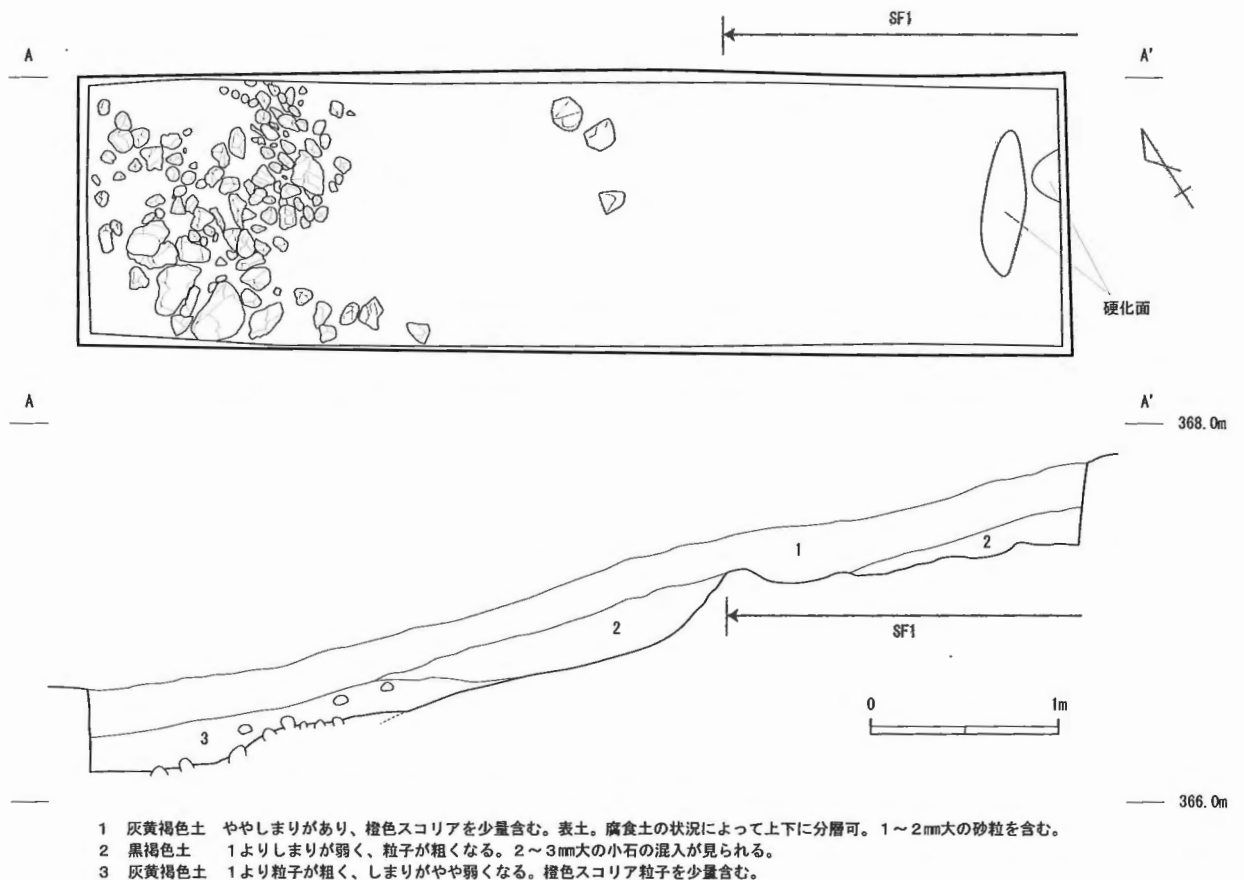 SF1
A
A'
硬化面
A
A'
368.0m
1
2
2
SF1
3
0
1m
366.0m
1 灰黄褐色土 ややしまりがあり、橙色スコリアを少量含む。表土。腐食土の状況によって上下に分層可。1～2㎜大の砂粒を含む。
2 黒褐色土 1よりしまりが弱く、粒子が粗くなる。2～3㎜大の小石の混入が見られる。
3 灰黄褐色土 1より粒子が粗く、しまりがやや弱くなる。橙色スコリア粒子を少量含む。